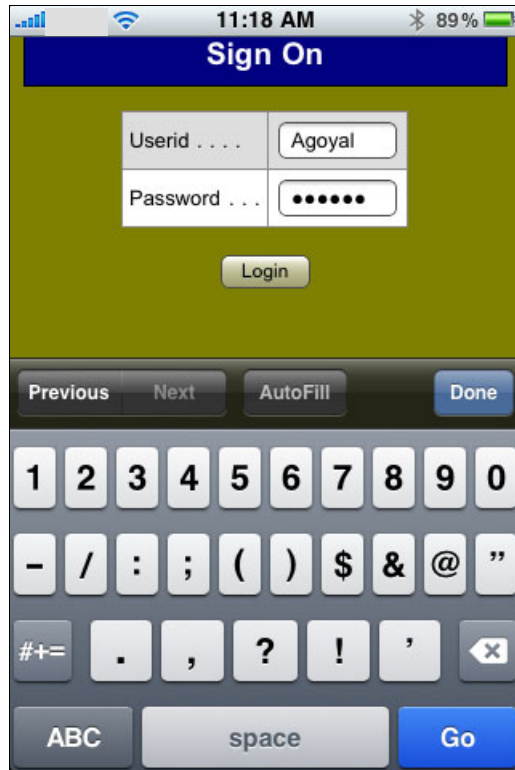 11:18 AM 89%
Sign On
Userid . . . . Agoyal
Password . . . ••••••
Login
Previous Next AutoFill Done
1 2 3 4 5 6 7 8 9 0
- / : ; ( ) $ & @ ”
#+= . , ? ! ’
ABC space Go